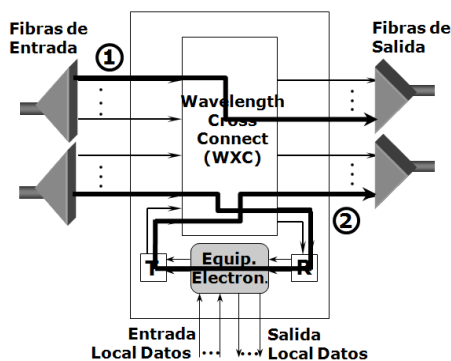 Fibras de
Entrada
Fibras de
Salida
1
Wavelength
Cross
Connect
(WXC)
2
T
Equip.
Electron.
R
Entrada
Local Datos
Salida
Local Datos